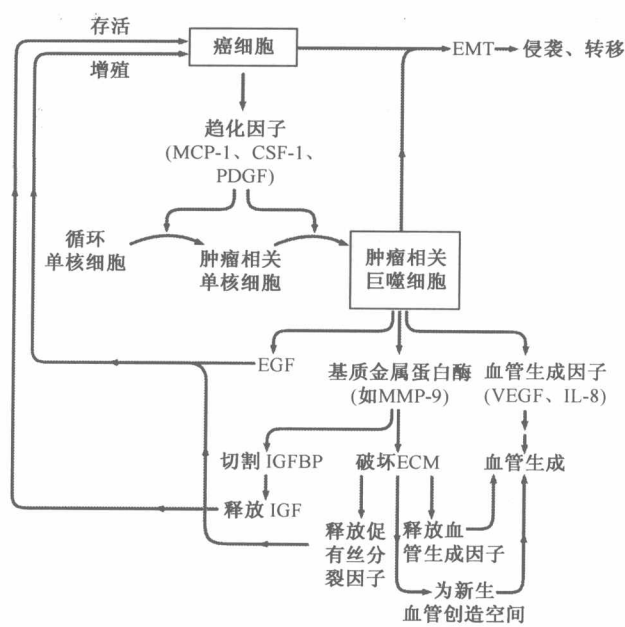 存活
癌细胞
EMT
侵袭、转移
增殖
趋化因子
(MCP-1、CSF-1、
PDGF)
循环
单核细胞
肿瘤相关
单核细胞
肿瘤相关
巨噬细胞
EGF
基质金属蛋白酶
(如MMP-9)
血管生成因子
(VEGF、IL-8)
切割 IGFBP
破坏ECM
血管生成
释放 IGF
释放促
有丝分
裂因子
释放血
管生成因子
为新生
血管创造空间